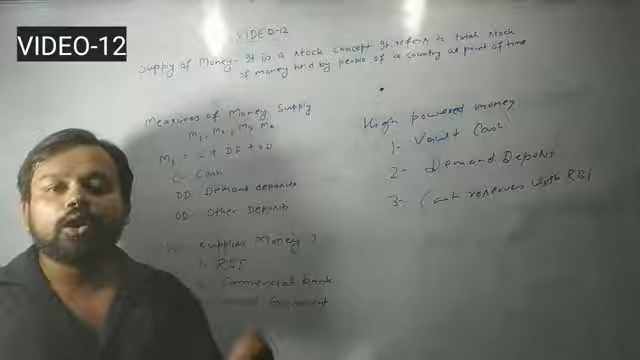 VIDEO-12
VIDEO-12
Supply of Money - It is a stock concept It refers to total stock
of money held by people of a country at point of time
Measures of Money Supply
M1, M2, M3, M4
M1 = C + DD + OD
C - Cash
DD Demand deposits
OD - Other Deposits
supplies Money?
RBI
Commercial bank
Government
High powered money
1- Vault Cash
2- Demand Deposit
3- Cash reserves with RBI